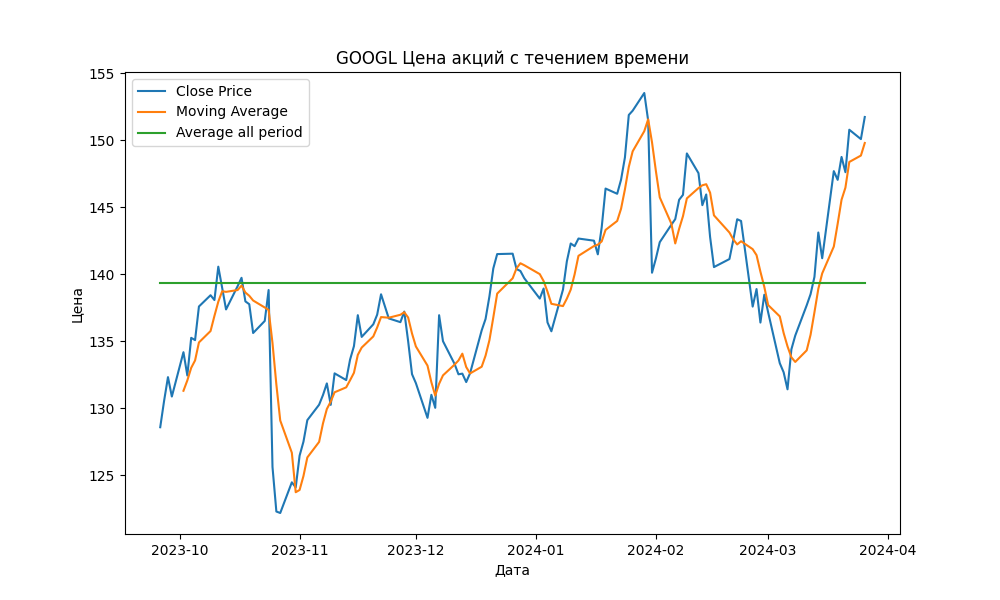 GOOGL Цена акций с течением времени
Close Price
Moving Average
Average all period
Цена
155
150
145
140
135
130
125
2023-10 2023-11 2023-12 2024-01 2024-02 2024-03 2024-04
Дата